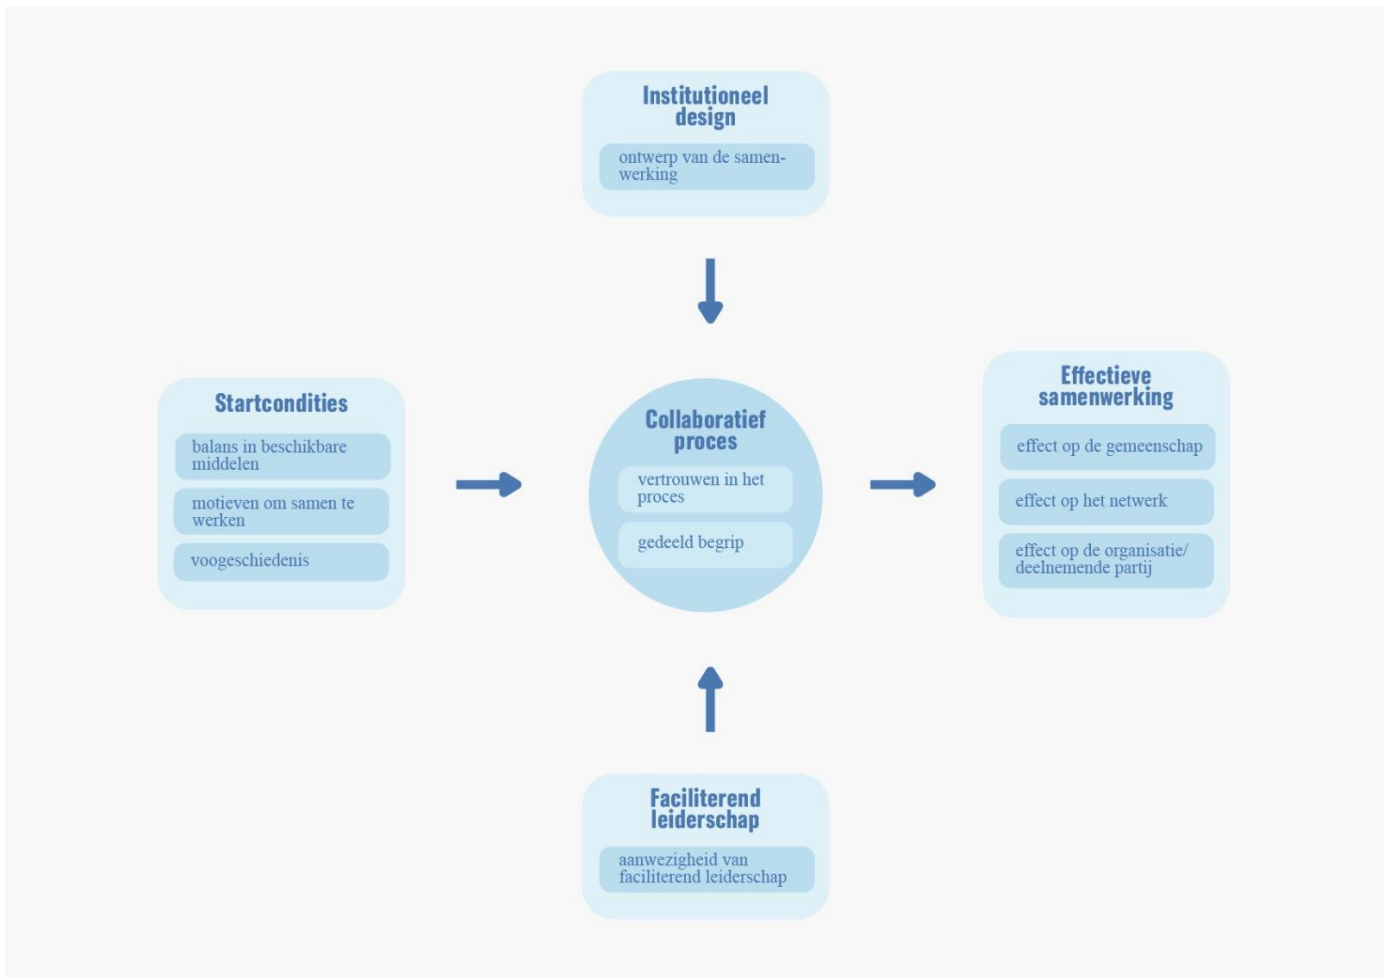 Institutioneel
design
ontwerp van de samen-
werking
Startcondities
balans in beschikbare
middelen
motieven om samen te
werken
voogeschiedenis
Collaboratief
proces
vertrouwen in het
proces
gedeeld begrip
Effectieve
samenwerking
effect op de gemeenschap
effect op het netwerk
effect op de organisatie/
deelnemende partij
Faciliterend
leiderschap
aanwezigheid van
faciliterend leiderschap